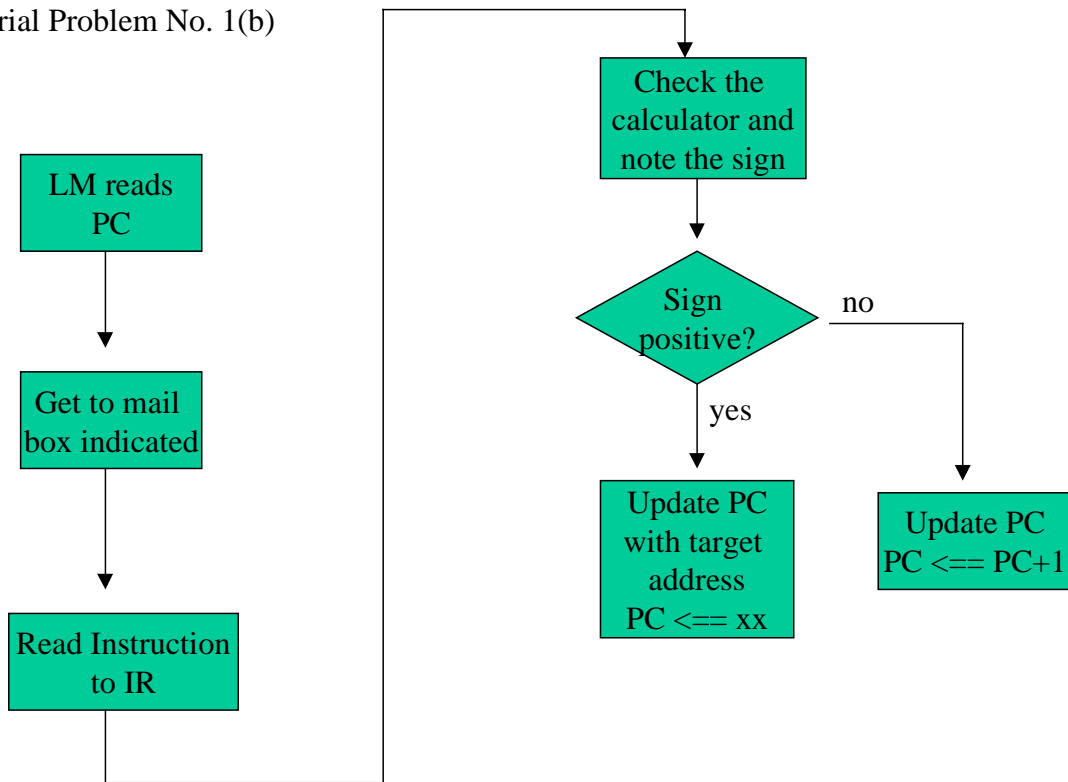 rial Problem No. 1(b)
LM reads
PC
Get to mail
box indicated
Read Instruction
to IR
Check the
calculator and
note the sign
Sign
positive?
no
yes
Update PC
with target
address
PC <== xx
Update PC
PC <== PC+1